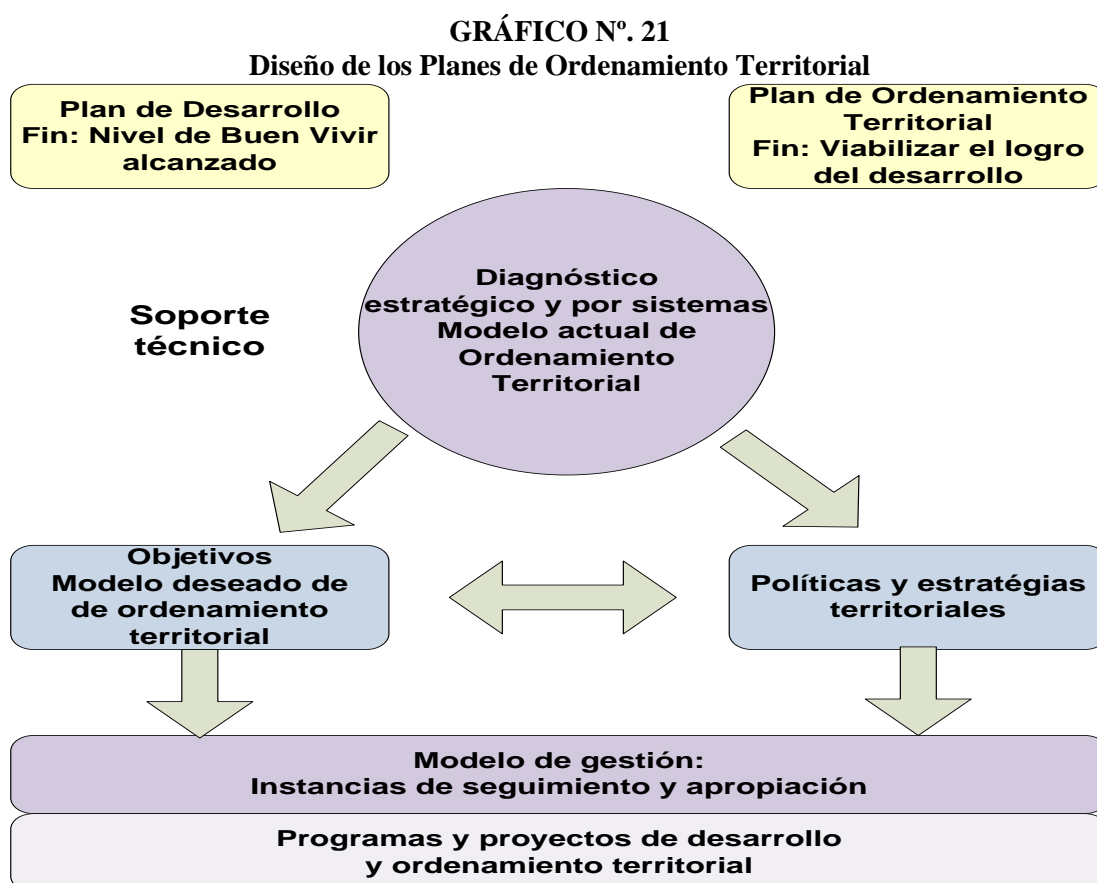 GRÁFICO Nº. 21
Diseño de los Planes de Ordenamiento Territorial
Plan de Desarrollo
Fin: Nivel de Buen Vivir
alcanzado
Plan de Ordenamiento
Territorial
Fin: Viabilizar el logro
del desarrollo
Diagnóstico
estratégico y por sistemas
Modelo actual de
Ordenamiento
Territorial
Soporte
técnico
Objetivos
Modelo deseado de
de ordenamiento
territorial
Políticas y estratégias
territoriales
Modelo de gestión:
Instancias de seguimiento y apropiación
Programas y proyectos de desarrollo
y ordenamiento territorial